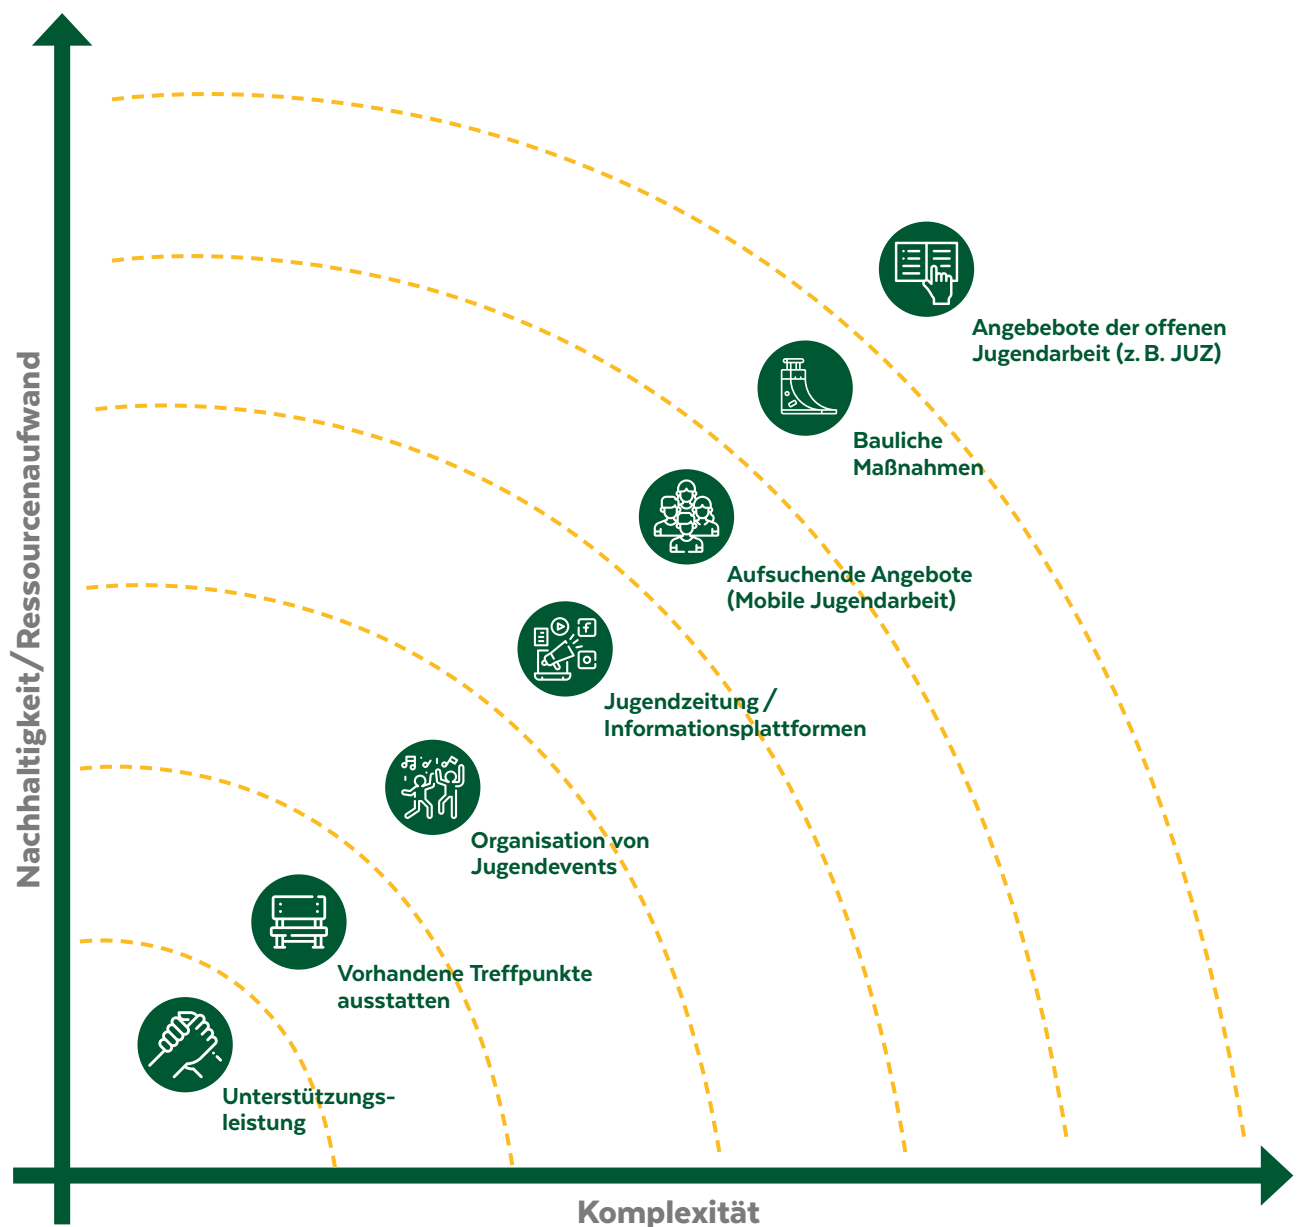 Nachhaltigkeit/Ressourcenaufwand
Angebebote der offenen
Jugendarbeit (z. B. JUZ)
Bauliche
Maßnahmen
Aufsuchende Angebote
(Mobile Jugendarbeit)
Jugendzeitung /
Informationsplattformen
Organisation von
Jugendevents
Vorhandene Treffpunkte
ausstatten
Unterstützungs-
leistung
Komplexität